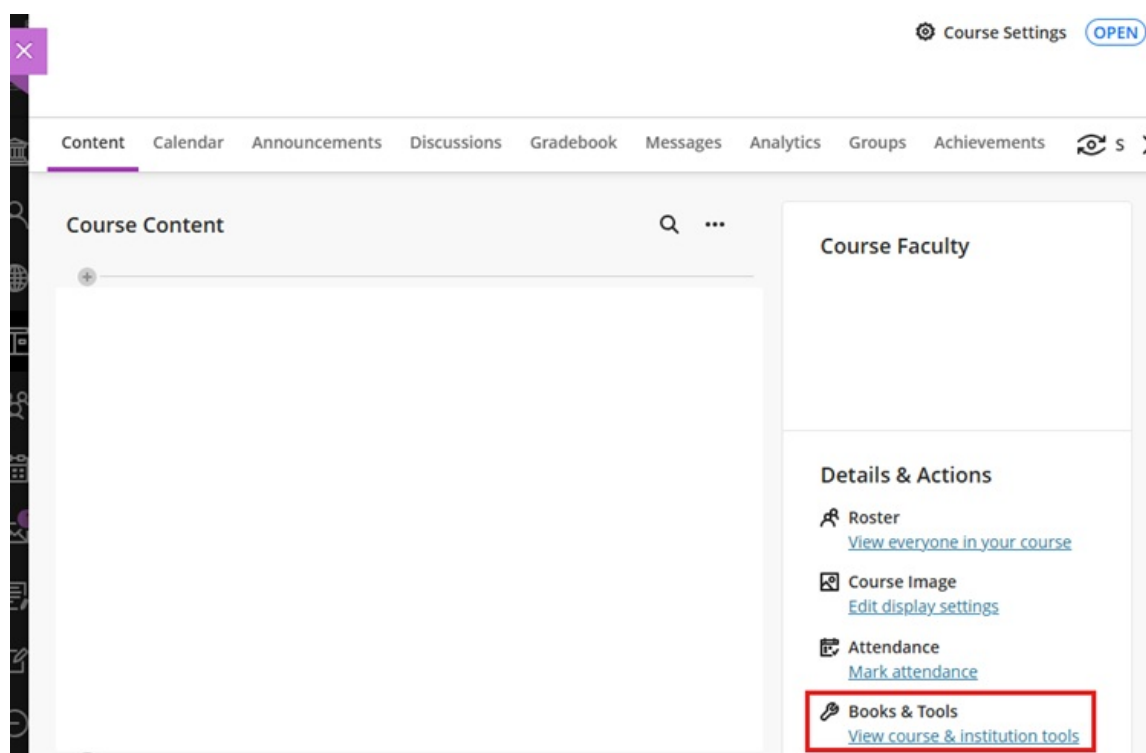 Course Settings OPEN
Content Calendar Announcements Discussions Gradebook Messages Analytics Groups Achievements S
Course Content
Course Faculty
Details & Actions
Roster
View everyone in your course
Course Image
Edit display settings
Attendance
Mark attendance
Books & Tools
View course & institution tools